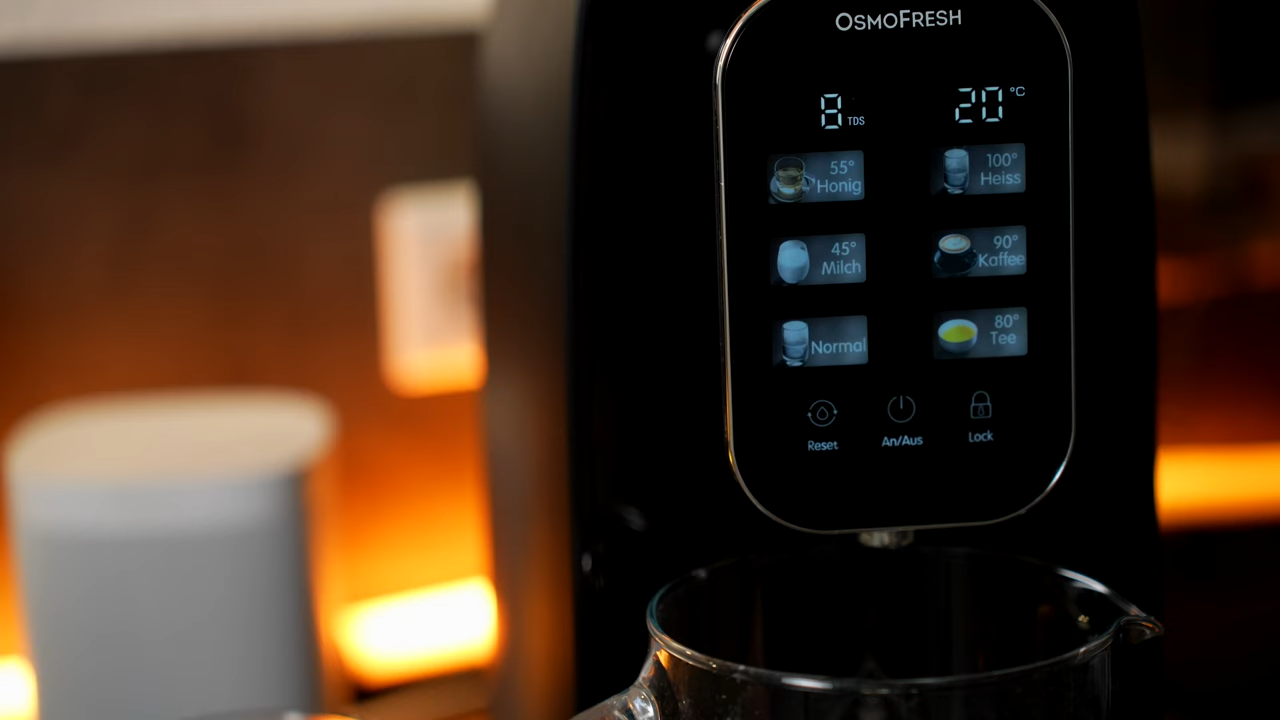 OSMOFRESH
8 TDS
20 °C
55°
Honig
100°
Heiss
45°
Milch
90°
Kaffee
Normal
80°
Tee
Reset
An/Aus
Lock